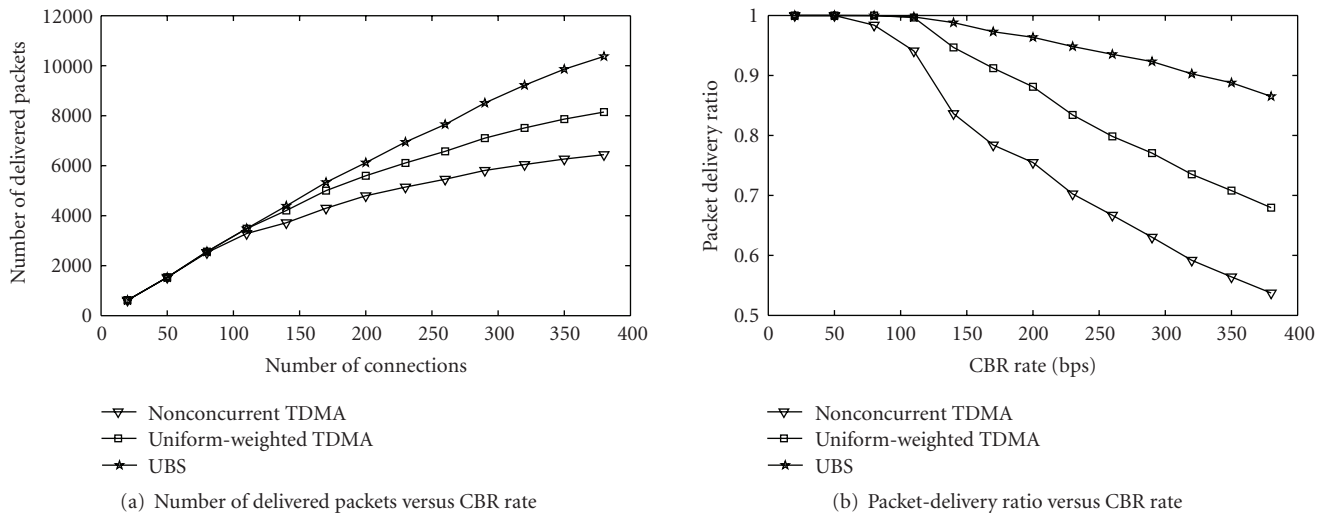 12000
10000
8000
6000
4000
2000
0
0 50 100 150 200 250 300 350 400
Number of delivered packets
Number of connections
Nonconcurrent TDMA
Uniform-weighted TDMA
UBS
(a) Number of delivered packets versus CBR rate
1
0.9
0.8
0.7
0.6
0.5
0 50 100 150 200 250 300 350 400
Packet delivery ratio
CBR rate (bps)
Nonconcurrent TDMA
Uniform-weighted TDMA
UBS
(b) Packet-delivery ratio versus CBR rate